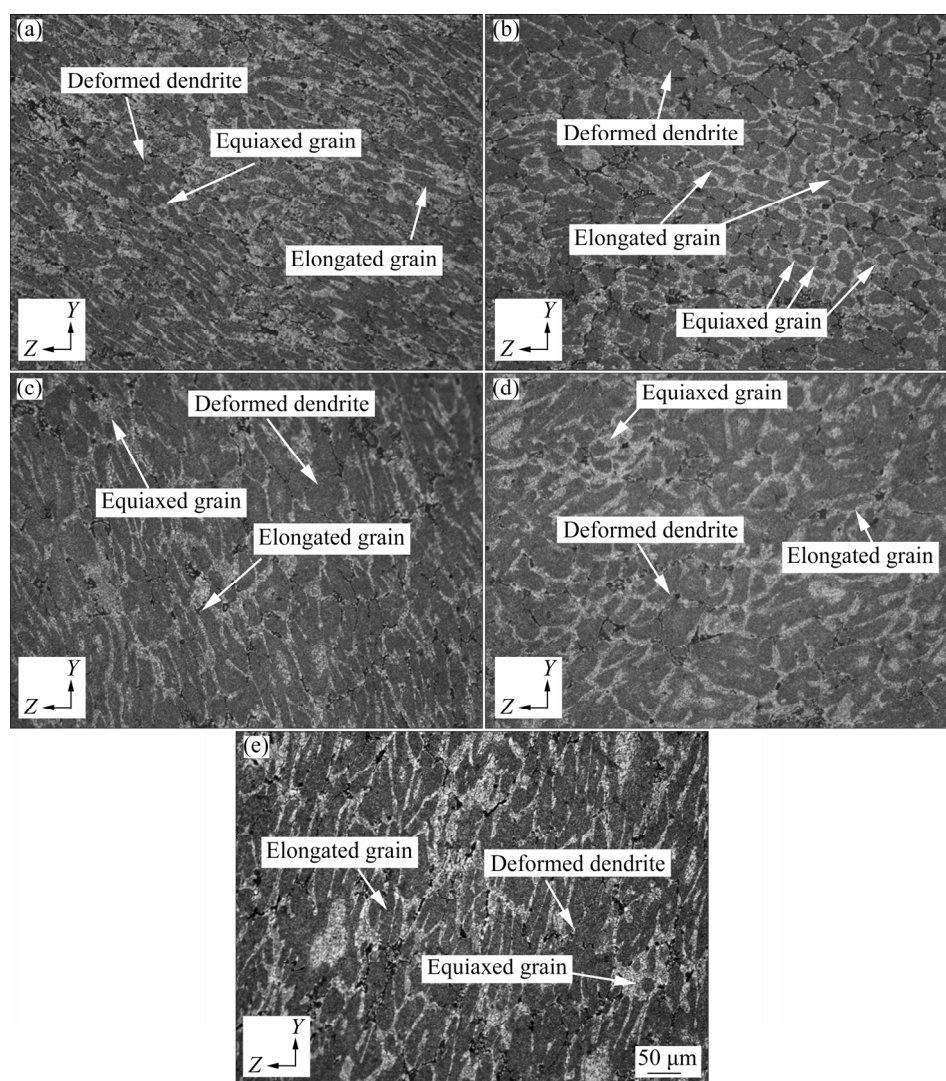 (a)
Deformed dendrite
Equiaxed grain
Elongated grain
Y
Z
(b)
Deformed dendrite
Elongated grain
Equiaxed grain
Y
Z
(c)
Deformed dendrite
Equiaxed grain
Elongated grain
Y
Z
(d)
Equiaxed grain
Deformed dendrite
Elongated grain
Y
Z
(e)
Elongated grain
Deformed dendrite
Equiaxed grain
Y
Z
50 μm